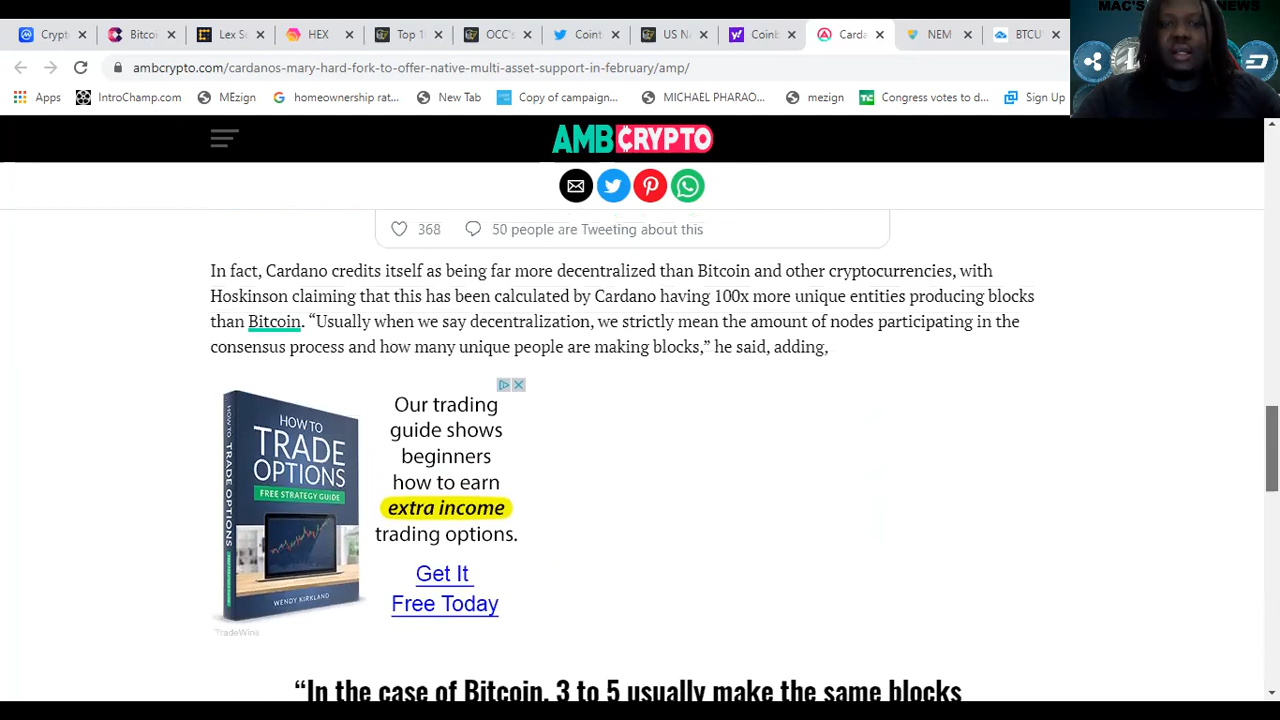 Crypt
Bitcoi
Lex S
HEX
Top 1
OCC'
Coint
US N
Coinb
Carda
NEM
BTCU
MAC'S
NEWS
ambcrypto.com/cardanos-mary-hard-fork-to-offer-native-multi-asset-support-in-february/amp/
Apps
IntroChamp.com
MEzign
homeownership rat...
New Tab
Copy of campaign...
MICHAEL PHARAO...
mezign
Congress votes to d...
Sign Up
AMBCRYPTO
368
50 people are Tweeting about this
In fact, Cardano credits itself as being far more decentralized than Bitcoin and other cryptocurrencies, with
Hoskinson claiming that this has been calculated by Cardano having 100x more unique entities producing blocks
than Bitcoin. “Usually when we say decentralization, we strictly mean the amount of nodes participating in the
consensus process and how many unique people are making blocks,” he said, adding,
HOW TO TRADE OPTIONS
HOW TO
TRADE
OPTIONS
FREE STRATEGY GUIDE
WENDY KIRKLAND
TradeWins
Our trading
guide shows
beginners
how to earn
extra income
trading options.
Get It
Free Today
“In the case of Bitcoin, 3 to 5 usually make the same blocks